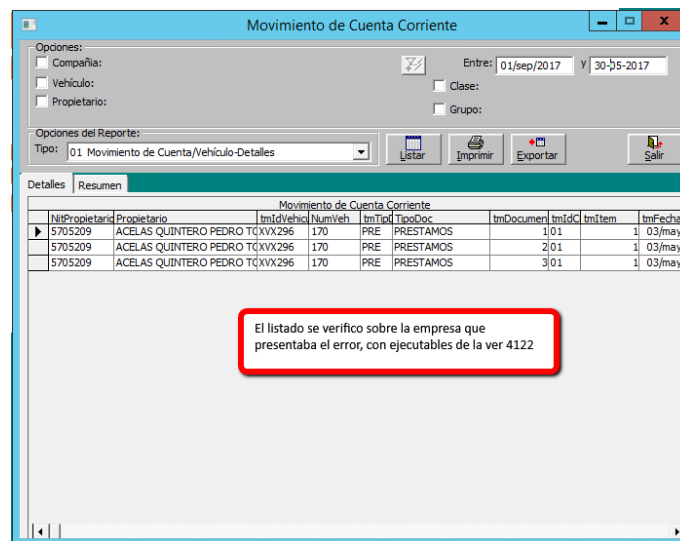 Movimiento de Cuenta Corriente
Opciones:
Compañia:
Vehículo:
Propietario:
Entre: 01/sep/2017 y 30-05-2017
Clase:
Grupo:
Opciones del Reporte:
Tipo: 01 Movimiento de Cuenta/Vehículo-Detalles
Listar Imprimir Exportar Salir
Detalles Resumen
Movimiento de Cuenta Corriente
NitPropietario Propietario tmIdVehicu NumVeh tmTipD TipoDoc tmDocumen tmIdC tmItem tmFecha
5705209 ACELAS QUINTERO PEDRO TO XVX296 170 PRE PRESTAMOS 1 01 1 03/may
5705209 ACELAS QUINTERO PEDRO TO XVX296 170 PRE PRESTAMOS 2 01 1 03/may
5705209 ACELAS QUINTERO PEDRO TO XVX296 170 PRE PRESTAMOS 3 01 1 03/may
El listado se verifico sobre la empresa que
presentaba el error, con ejecutables de la ver 4122